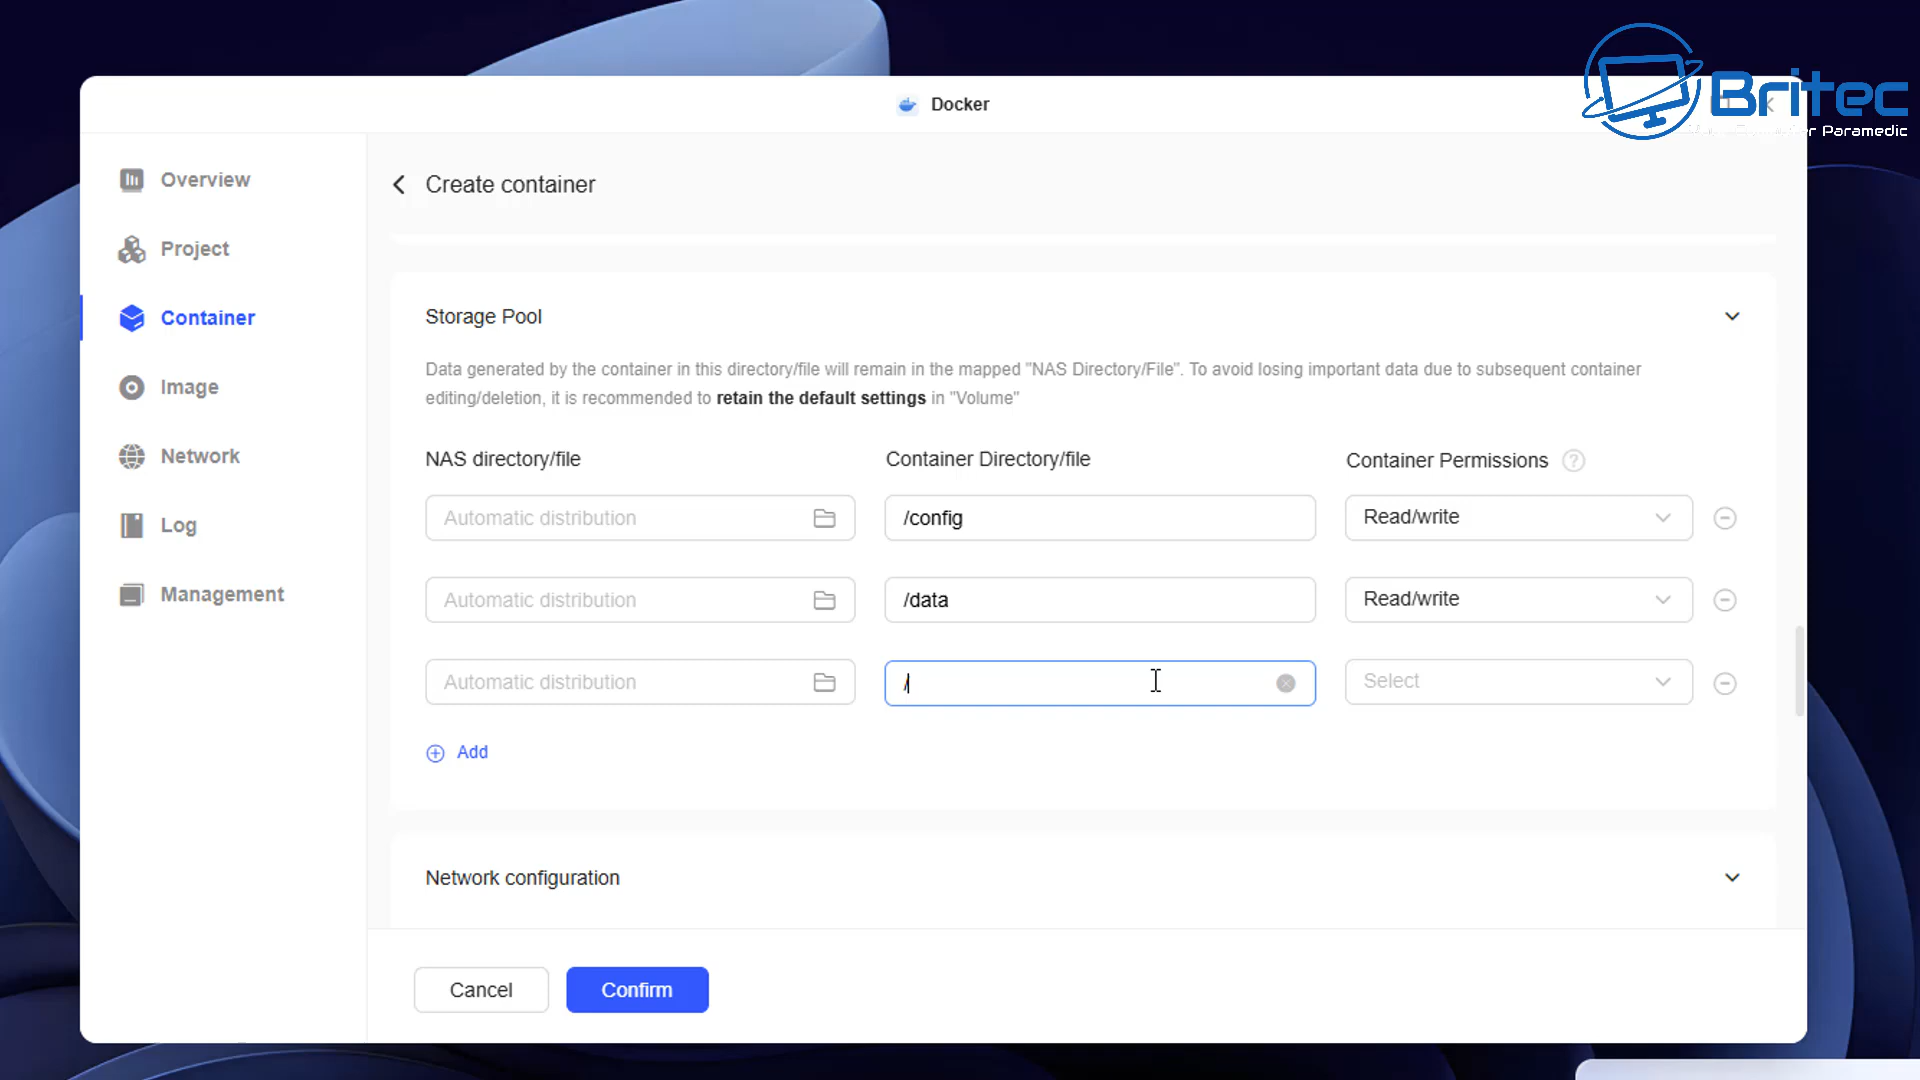 Docker
Britec
Paramedic
Overview
Project
Container
Image
Network
Log
Management
Create container
Storage Pool
Data generated by the container in this directory/file will remain in the mapped "NAS Directory/File". To avoid losing important data due to subsequent container
editing/deletion, it is recommended to retain the default settings in "Volume"
NAS directory/file Container Directory/file Container Permissions ?
Automatic distribution /config Read/write
Automatic distribution /data Read/write
Automatic distribution / Select
Add
Network configuration
Cancel Confirm